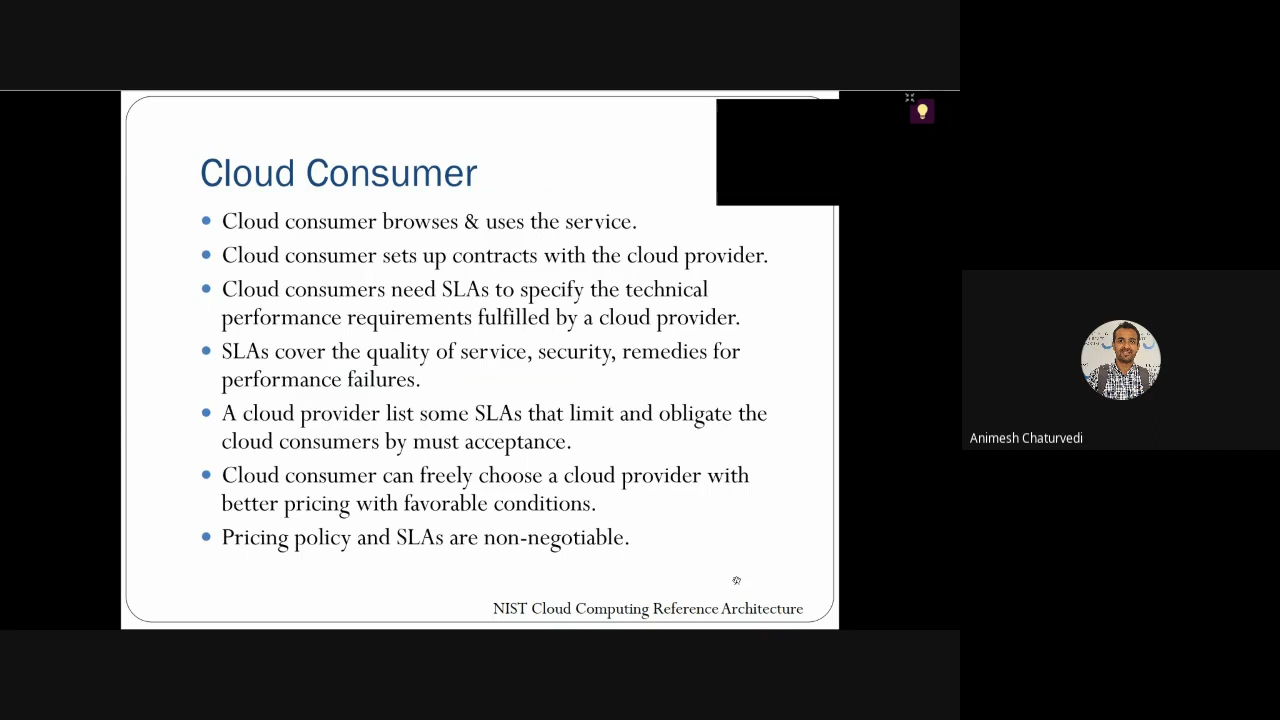 Cloud Consumer
Cloud consumer browses & uses the service.
Cloud consumer sets up contracts with the cloud provider.
Cloud consumers need SLAs to specify the technical
performance requirements fulfilled by a cloud provider.
SLAs cover the quality of service, security, remedies for
performance failures.
A cloud provider list some SLAs that limit and obligate the
cloud consumers by must acceptance.
Cloud consumer can freely choose a cloud provider with
better pricing with favorable conditions.
Pricing policy and SLAs are non-negotiable.
NIST Cloud Computing Reference Architecture
Animesh Chaturvedi